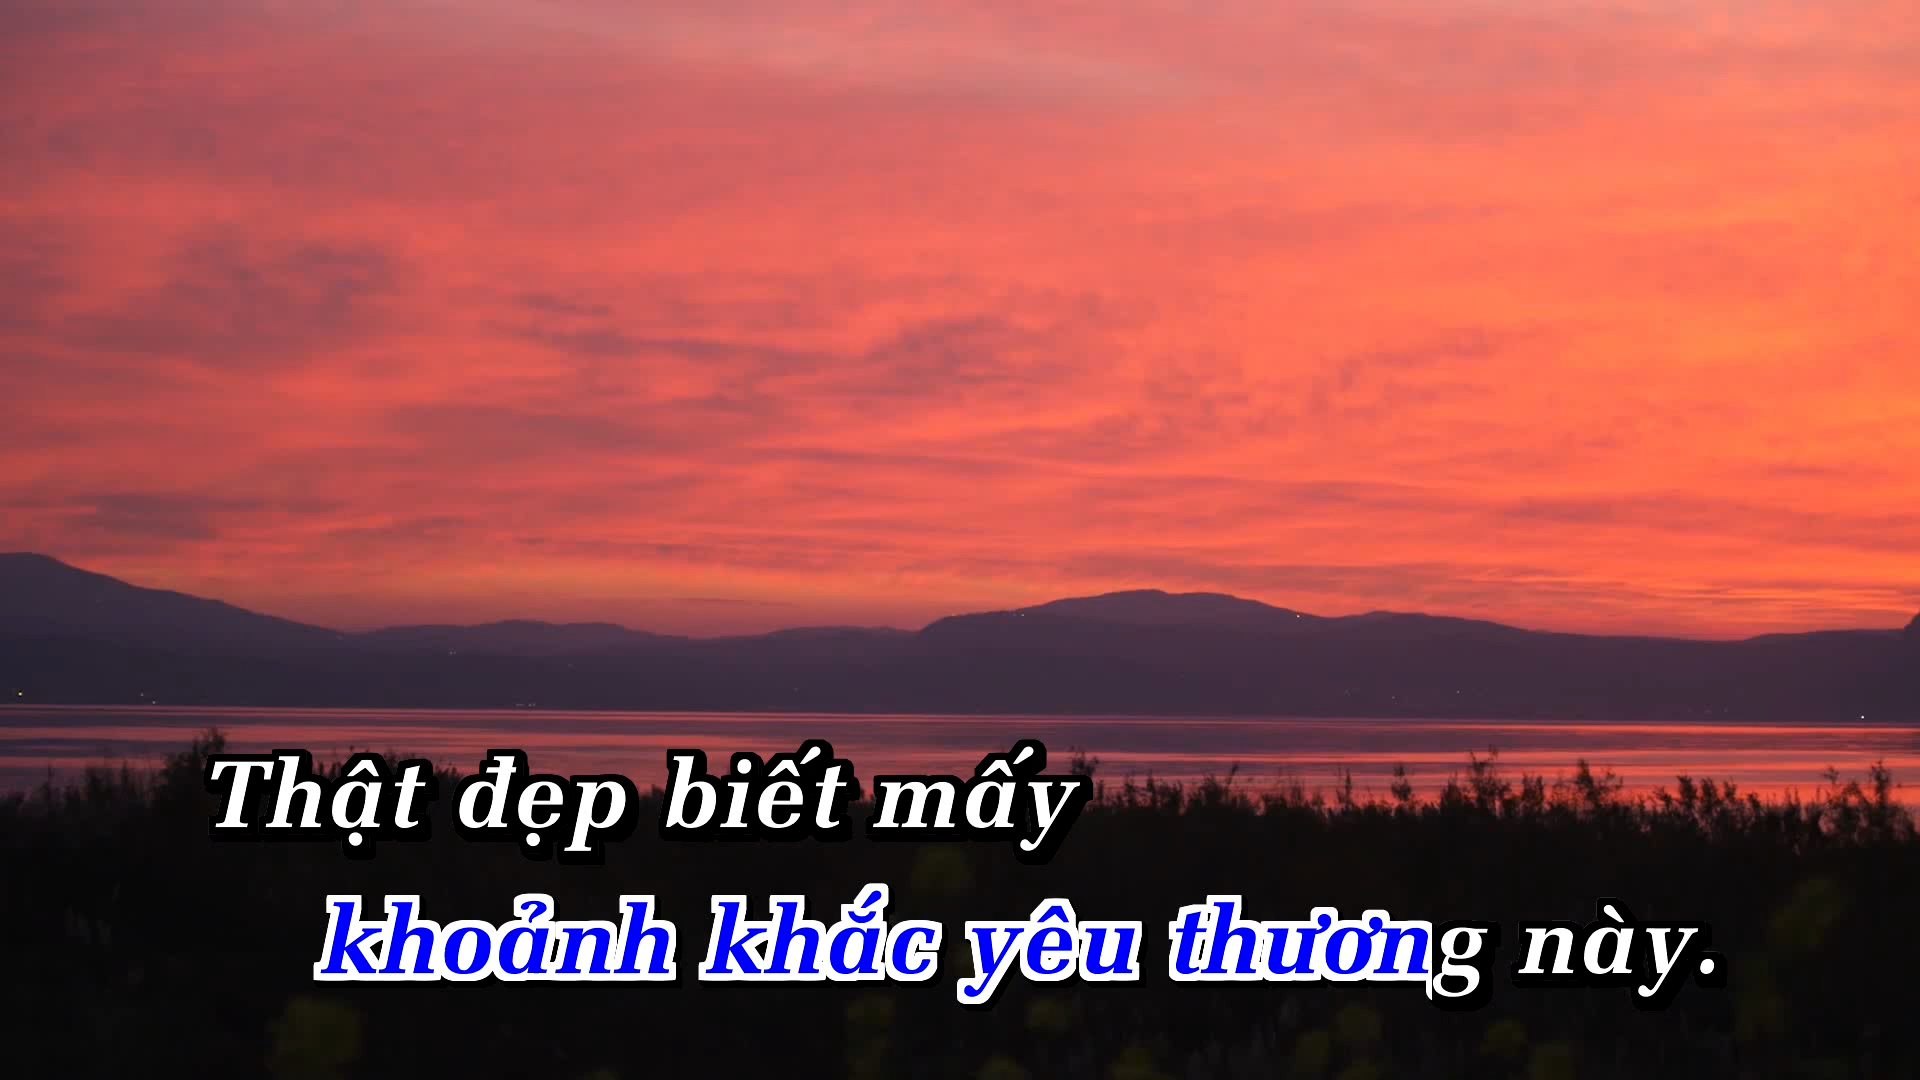 Thật đẹp biết mấy
khoảnh khắc yêu thương này.